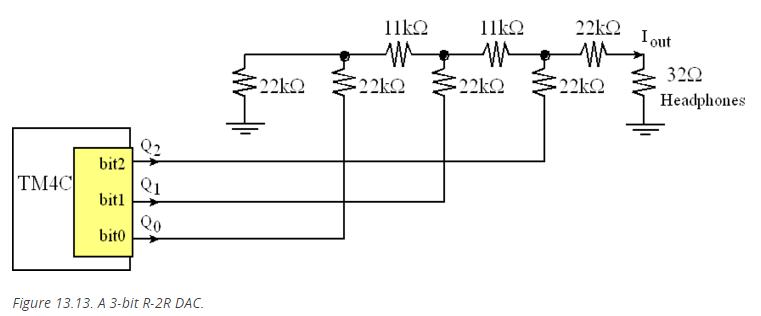 11kΩ 11kΩ 22kΩ Iout
22kΩ 22kΩ 22kΩ 22kΩ 32Ω
Headphones
Q2
bit2
TM4C Q1
bit1
Q0
bit0
Figure 13.13. A 3-bit R-2R DAC.